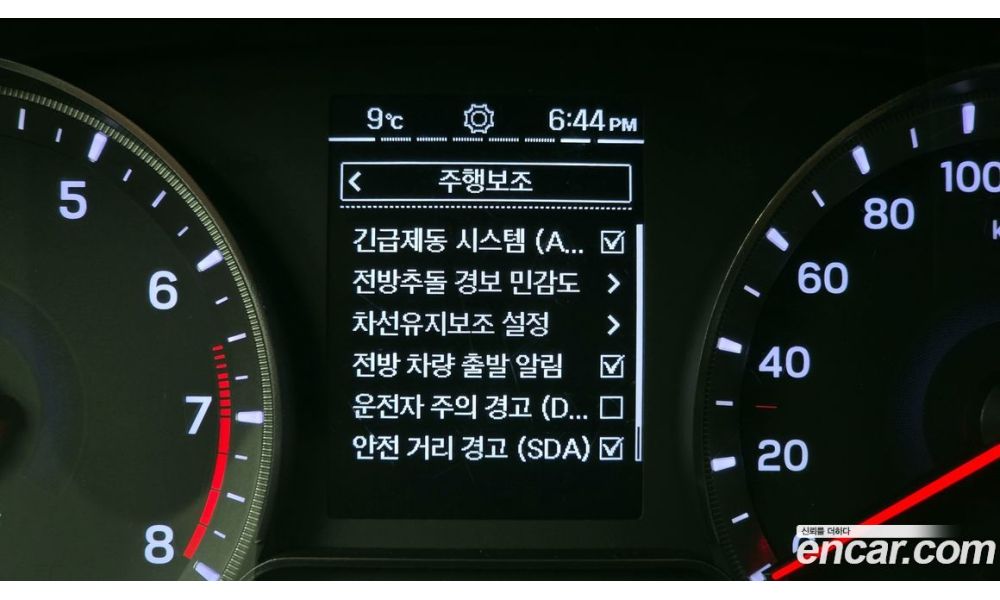 9℃ 6:44 PM
< 주행보조
긴급제동 시스템 (A...
전방추돌 경보 민감도 >
차선유지보조 설정 >
전방 차량 출발 알림
운전자 주의 경고 (D...
안전 거리 경고 (SDA)
5
6
7
8
100
80
60
40
20
신뢰를 더하다
encar.com